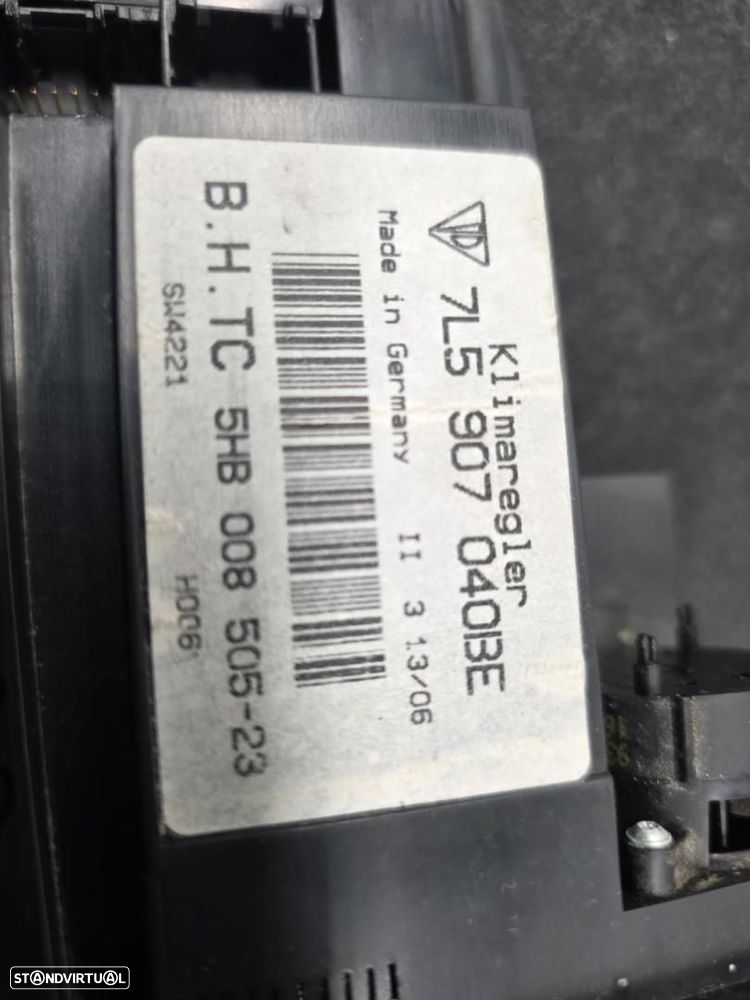 Klimaregler
7L5 907 040BE
Made in Germany II 3 13/06
B.H.TC 5HB 008 505-23
SW4221 H006
STANDVIRTUAL